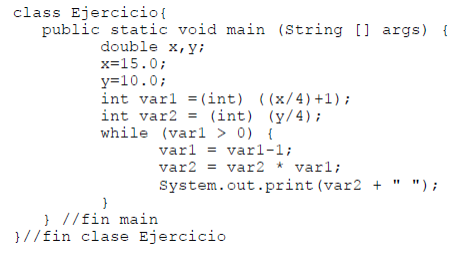 class Ejercicio{
public static void main (String [] args) {
double x,y;
x=15.0;
y=10.0;
int var1 =(int) ((x/4)+1);
int var2 = (int) (y/4);
while (var1 > 0) {
var1 = var1-1;
var2 = var2 * var1;
System.out.print(var2 + " ");
}
} //fin main
}//fin clase Ejercicio